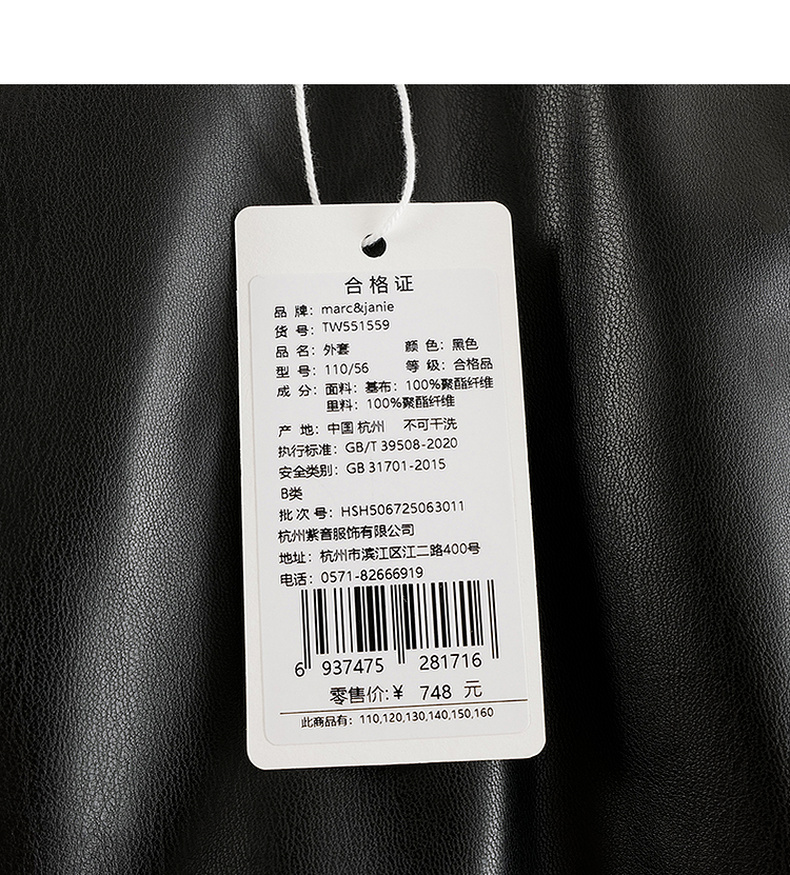 合格证
品 牌：marc&janie
货 号：TW551559
品 名：外套 颜 色：黑色
型 号：110/56 等 级：合格品
成 分：面料：基布：100%聚酯纤维
里料：100%聚酯纤维
产 地：中国 杭州 不可干洗
执行标准：GB/T 39508-2020
安全类别：GB 31701-2015
B类
批 次 号：HSH506725063011
杭州紫音服饰有限公司
地址：杭州市滨江区江二路400号
电话：0571-82666919
6 937475 281716
零售价:¥ 748 元
此商品有：110,120,130,140,150,160